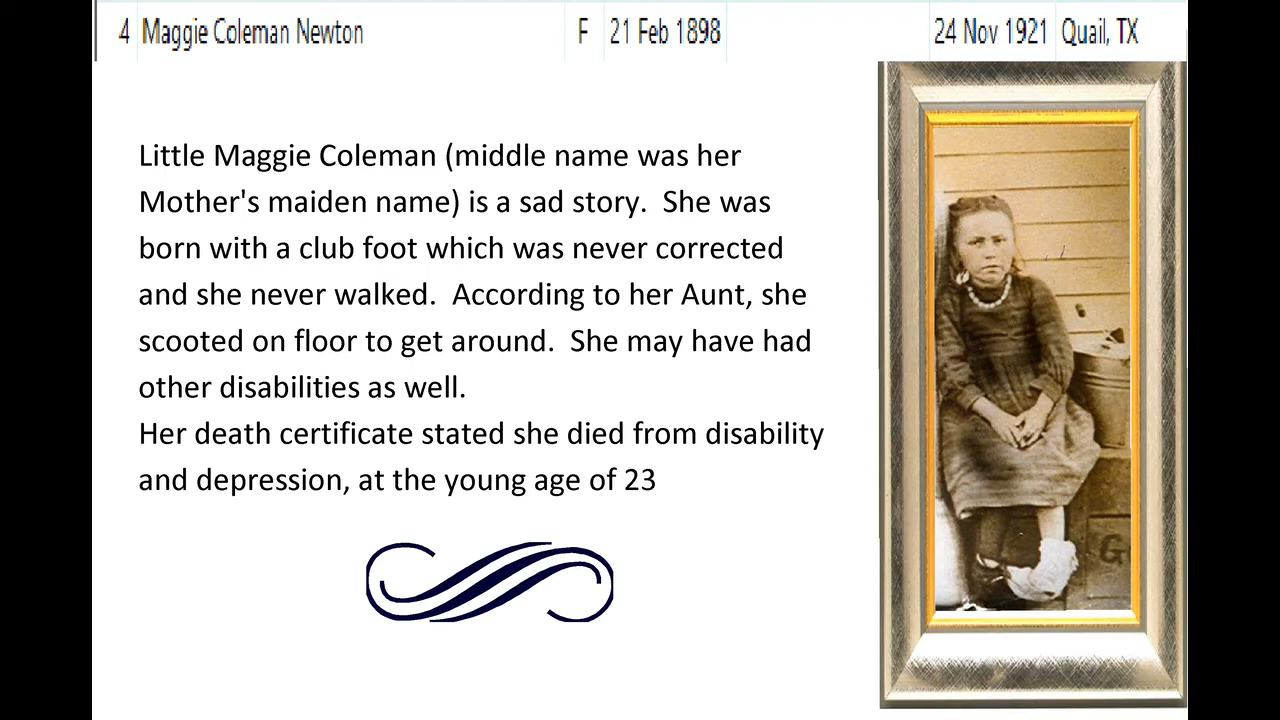 4 Maggie Coleman Newton F 21 Feb 1898 24 Nov 1921 Quail, TX
Little Maggie Coleman (middle name was her
Mother's maiden name) is a sad story. She was
born with a club foot which was never corrected
and she never walked. According to her Aunt, she
scooted on floor to get around. She may have had
other disabilities as well.
Her death certificate stated she died from disability
and depression, at the young age of 23